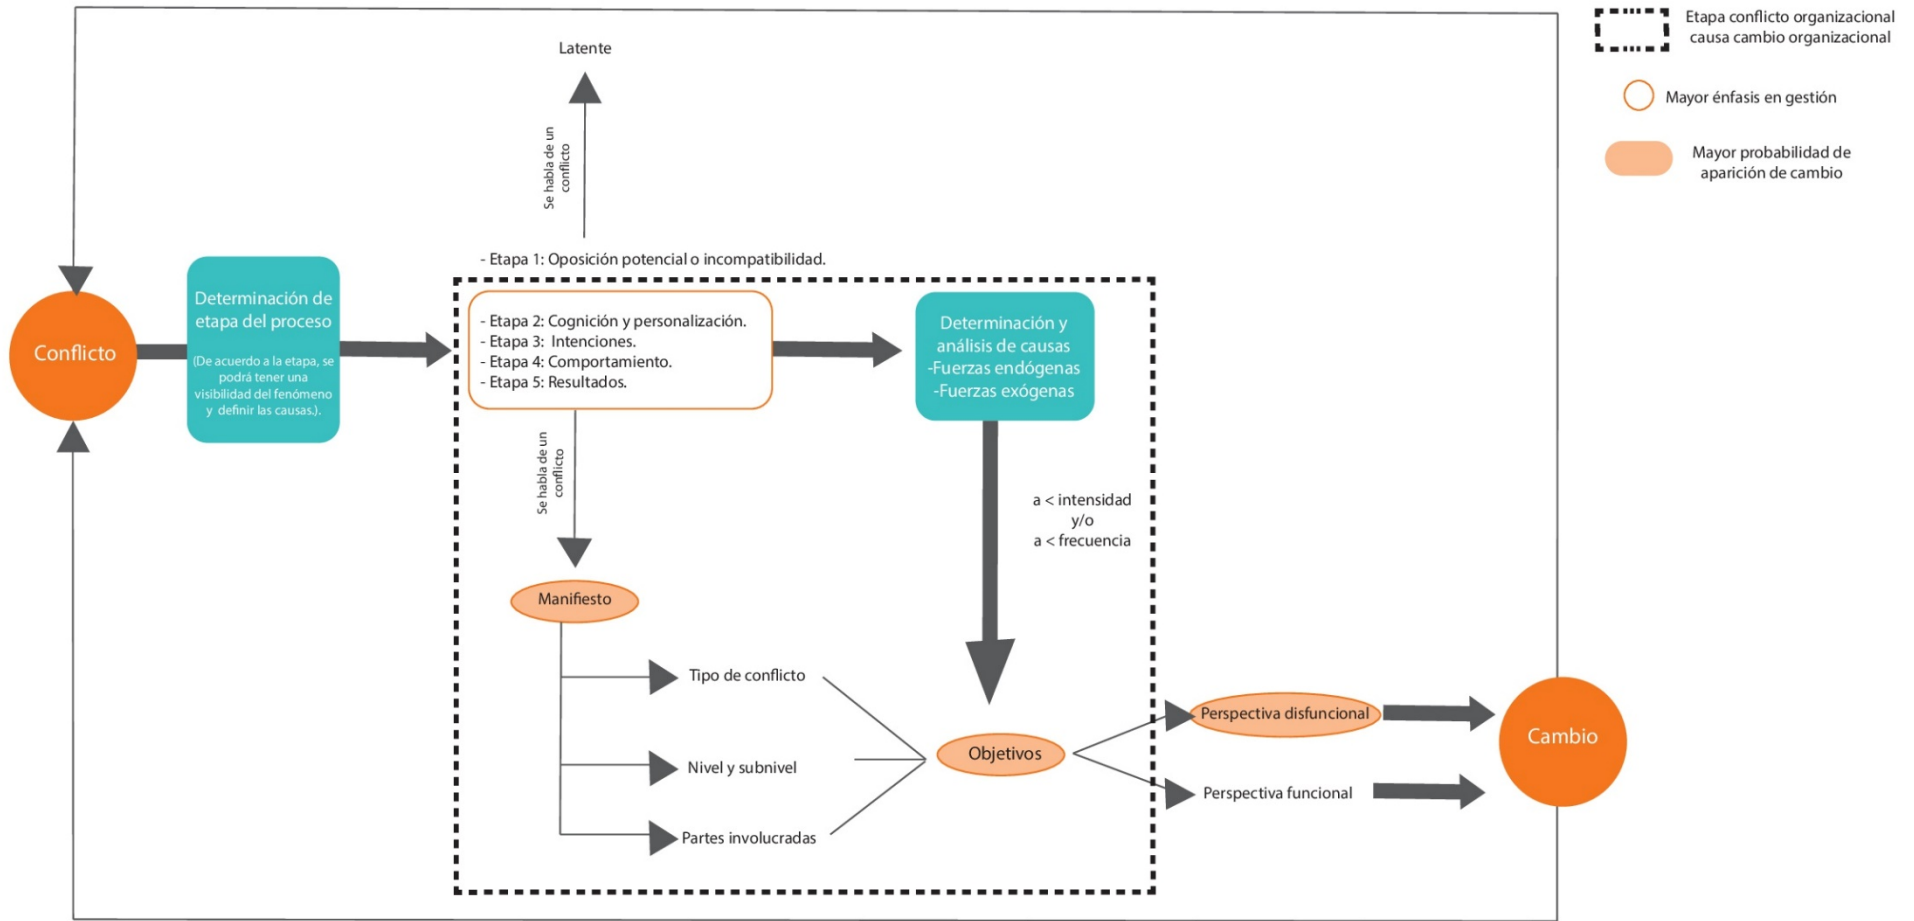 Etapa conflicto organizacional
causa cambio organizacional
Mayor énfasis en gestión
Mayor probabilidad de
aparición de cambio
Latente
Se habla de un
conflicto
- Etapa 1: Oposición potencial o incompatibilidad.
Conflicto
Determinación de
etapa del proceso
(De acuerdo a la etapa, se
podrá tener una
visibilidad del fenómeno
y definir las causas.).
- Etapa 2: Cognición y personalización.
- Etapa 3: Intenciones.
- Etapa 4: Comportamiento.
- Etapa 5: Resultados.
Determinación y
análisis de causas
-Fuerzas endógenas
-Fuerzas exógenas
Se habla de un
conflicto
a < intensidad
y/o
a < frecuencia
Manifiesto
Tipo de conflicto
Nivel y subnivel
Partes involucradas
Objetivos
Perspectiva disfuncional
Perspectiva funcional
Cambio